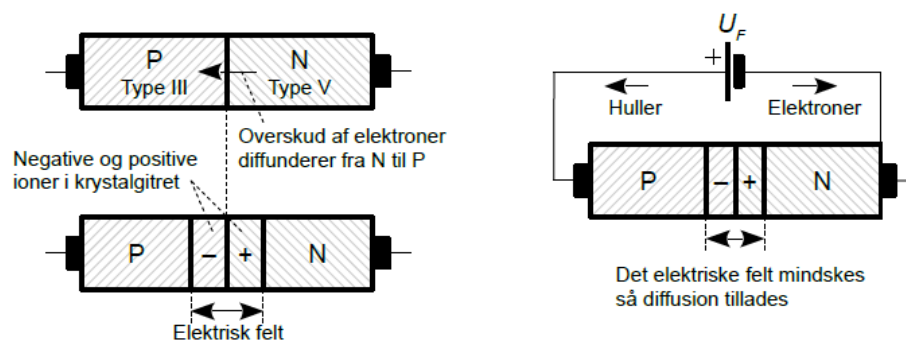 P
Type III
N
Type V
Overskud af elektroner
diffunderer fra N til P
Negative og positive
ioner i krystalgitret
P
–
+
N
Elektrisk felt
U_F
+
Huller
Elektroner
P
–
+
N
Det elektriske felt mindskes
så diffusion tillades